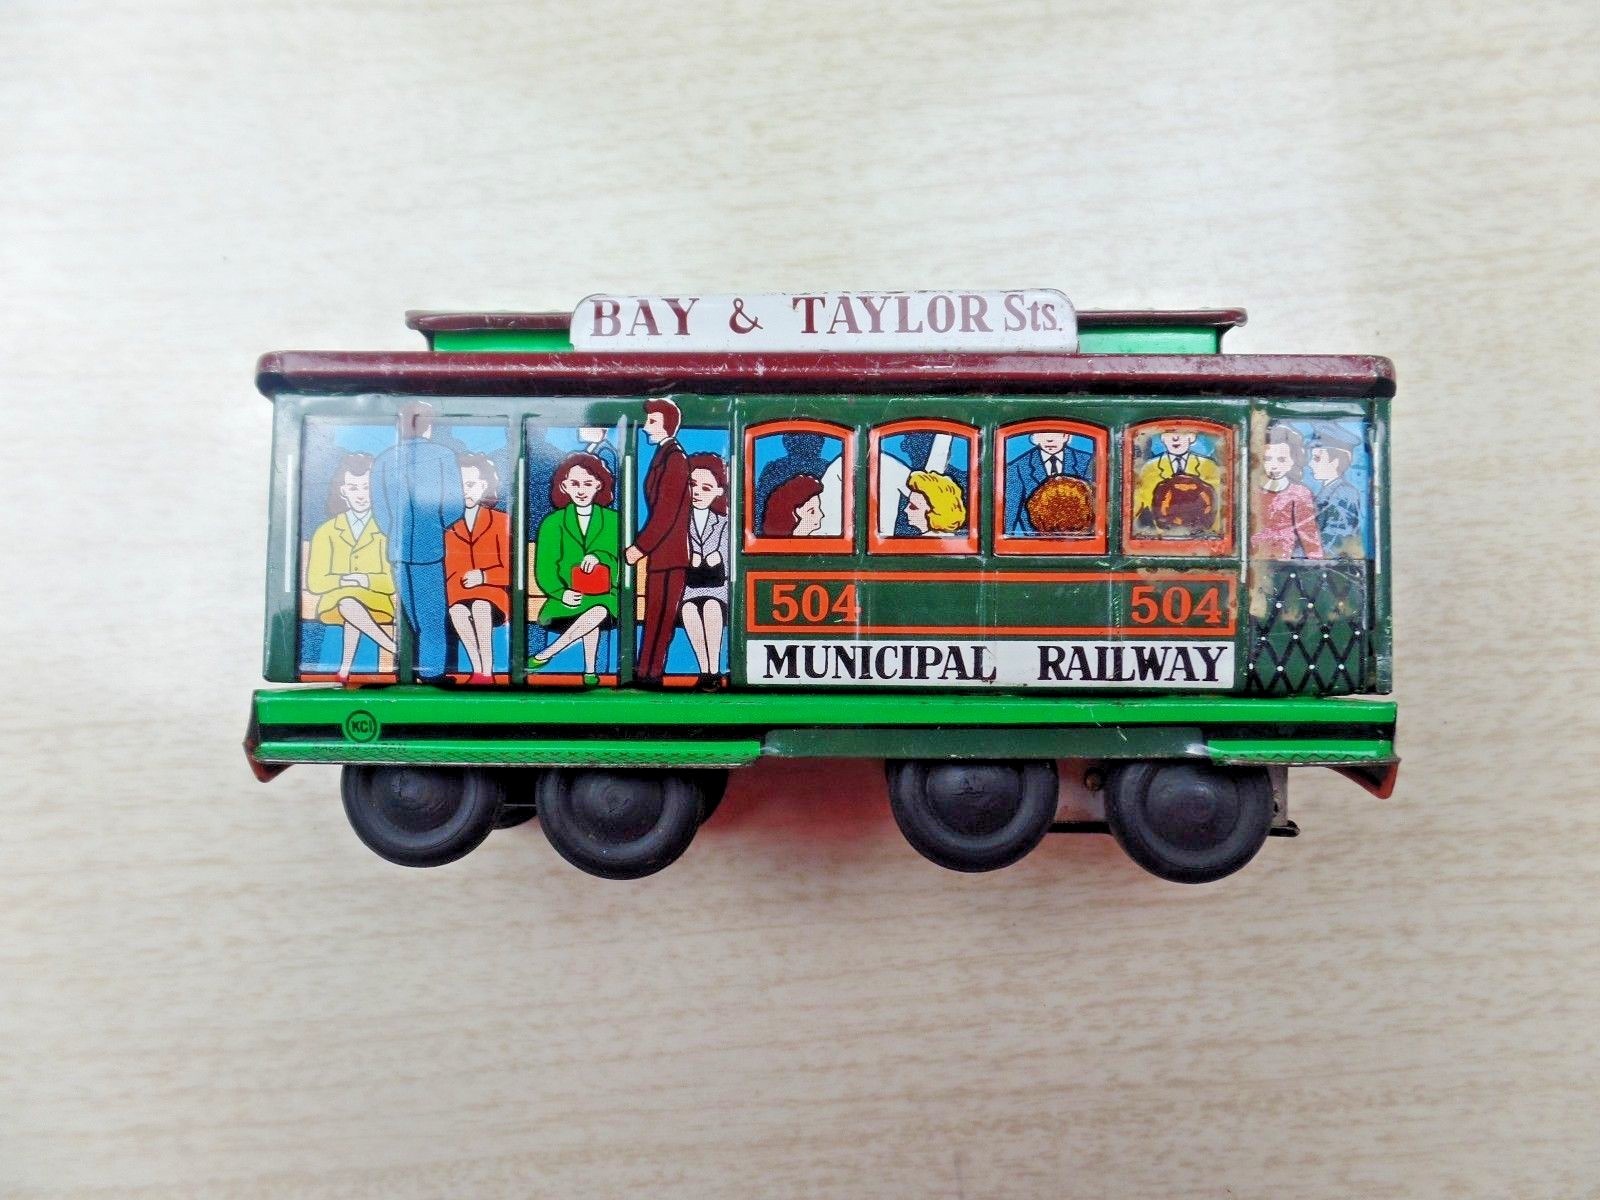 BAY & TAYLOR Sts.
504 504
MUNICIPAL RAILWAY
KCI